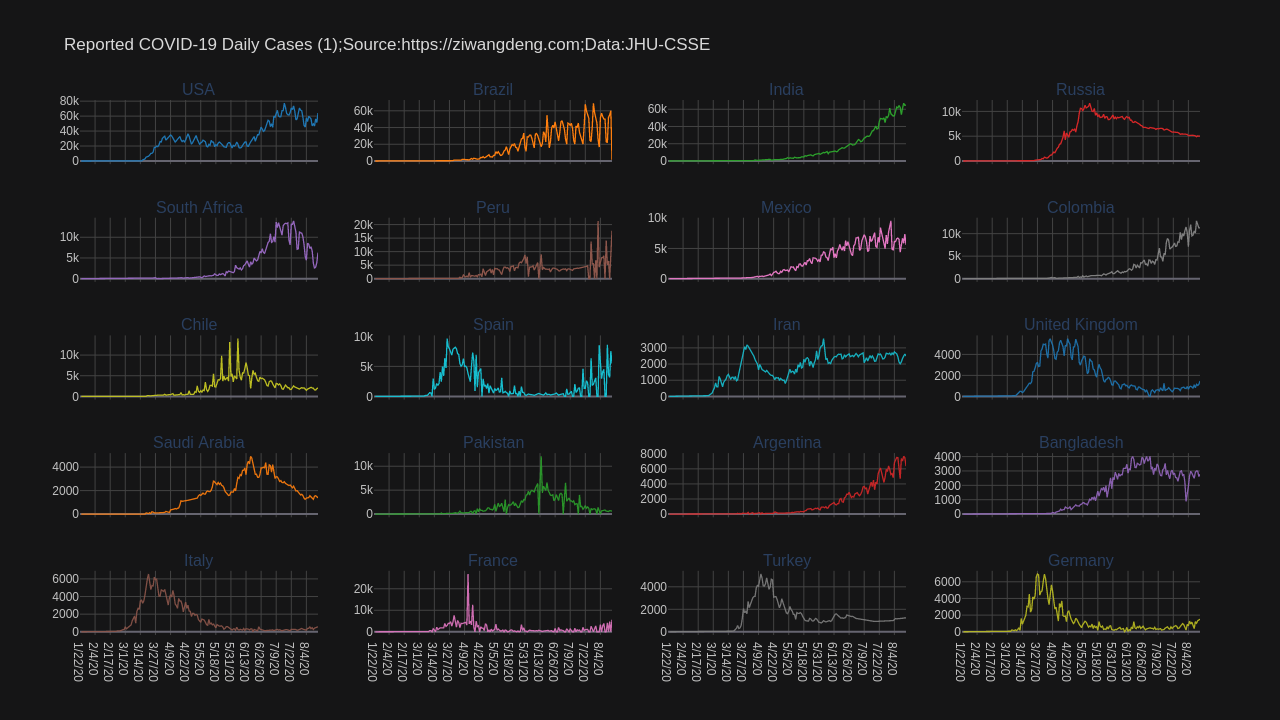 Reported COVID-19 Daily Cases (1);Source:https://ziwangdeng.com;Data:JHU-CSSE
USA
80k
60k
40k
20k
0
Brazil
60k
40k
20k
0
India
60k
40k
20k
0
Russia
10k
5k
0
South Africa
10k
5k
0
Peru
20k
15k
10k
5k
0
Mexico
10k
5k
0
Colombia
10k
5k
0
Chile
10k
5k
0
Spain
10k
5k
0
Iran
3000
2000
1000
0
United Kingdom
4000
2000
0
Saudi Arabia
4000
2000
0
Pakistan
10k
5k
0
Argentina
8000
6000
4000
2000
0
Bangladesh
4000
3000
2000
1000
0
Italy
6000
4000
2000
0
1/22/20 2/4/20 2/17/20 3/1/20 3/14/20 3/27/20 4/9/20 4/22/20 5/5/20 5/18/20 5/31/20 6/13/20 6/26/20 7/9/20 7/22/20 8/4/20
France
20k
10k
0
1/22/20 2/4/20 2/17/20 3/1/20 3/14/20 3/27/20 4/9/20 4/22/20 5/5/20 5/18/20 5/31/20 6/13/20 6/26/20 7/9/20 7/22/20 8/4/20
Turkey
4000
2000
0
1/22/20 2/4/20 2/17/20 3/1/20 3/14/20 3/27/20 4/9/20 4/22/20 5/5/20 5/18/20 5/31/20 6/13/20 6/26/20 7/9/20 7/22/20 8/4/20
Germany
6000
4000
2000
0
1/22/20 2/4/20 2/17/20 3/1/20 3/14/20 3/27/20 4/9/20 4/22/20 5/5/20 5/18/20 5/31/20 6/13/20 6/26/20 7/9/20 7/22/20 8/4/20